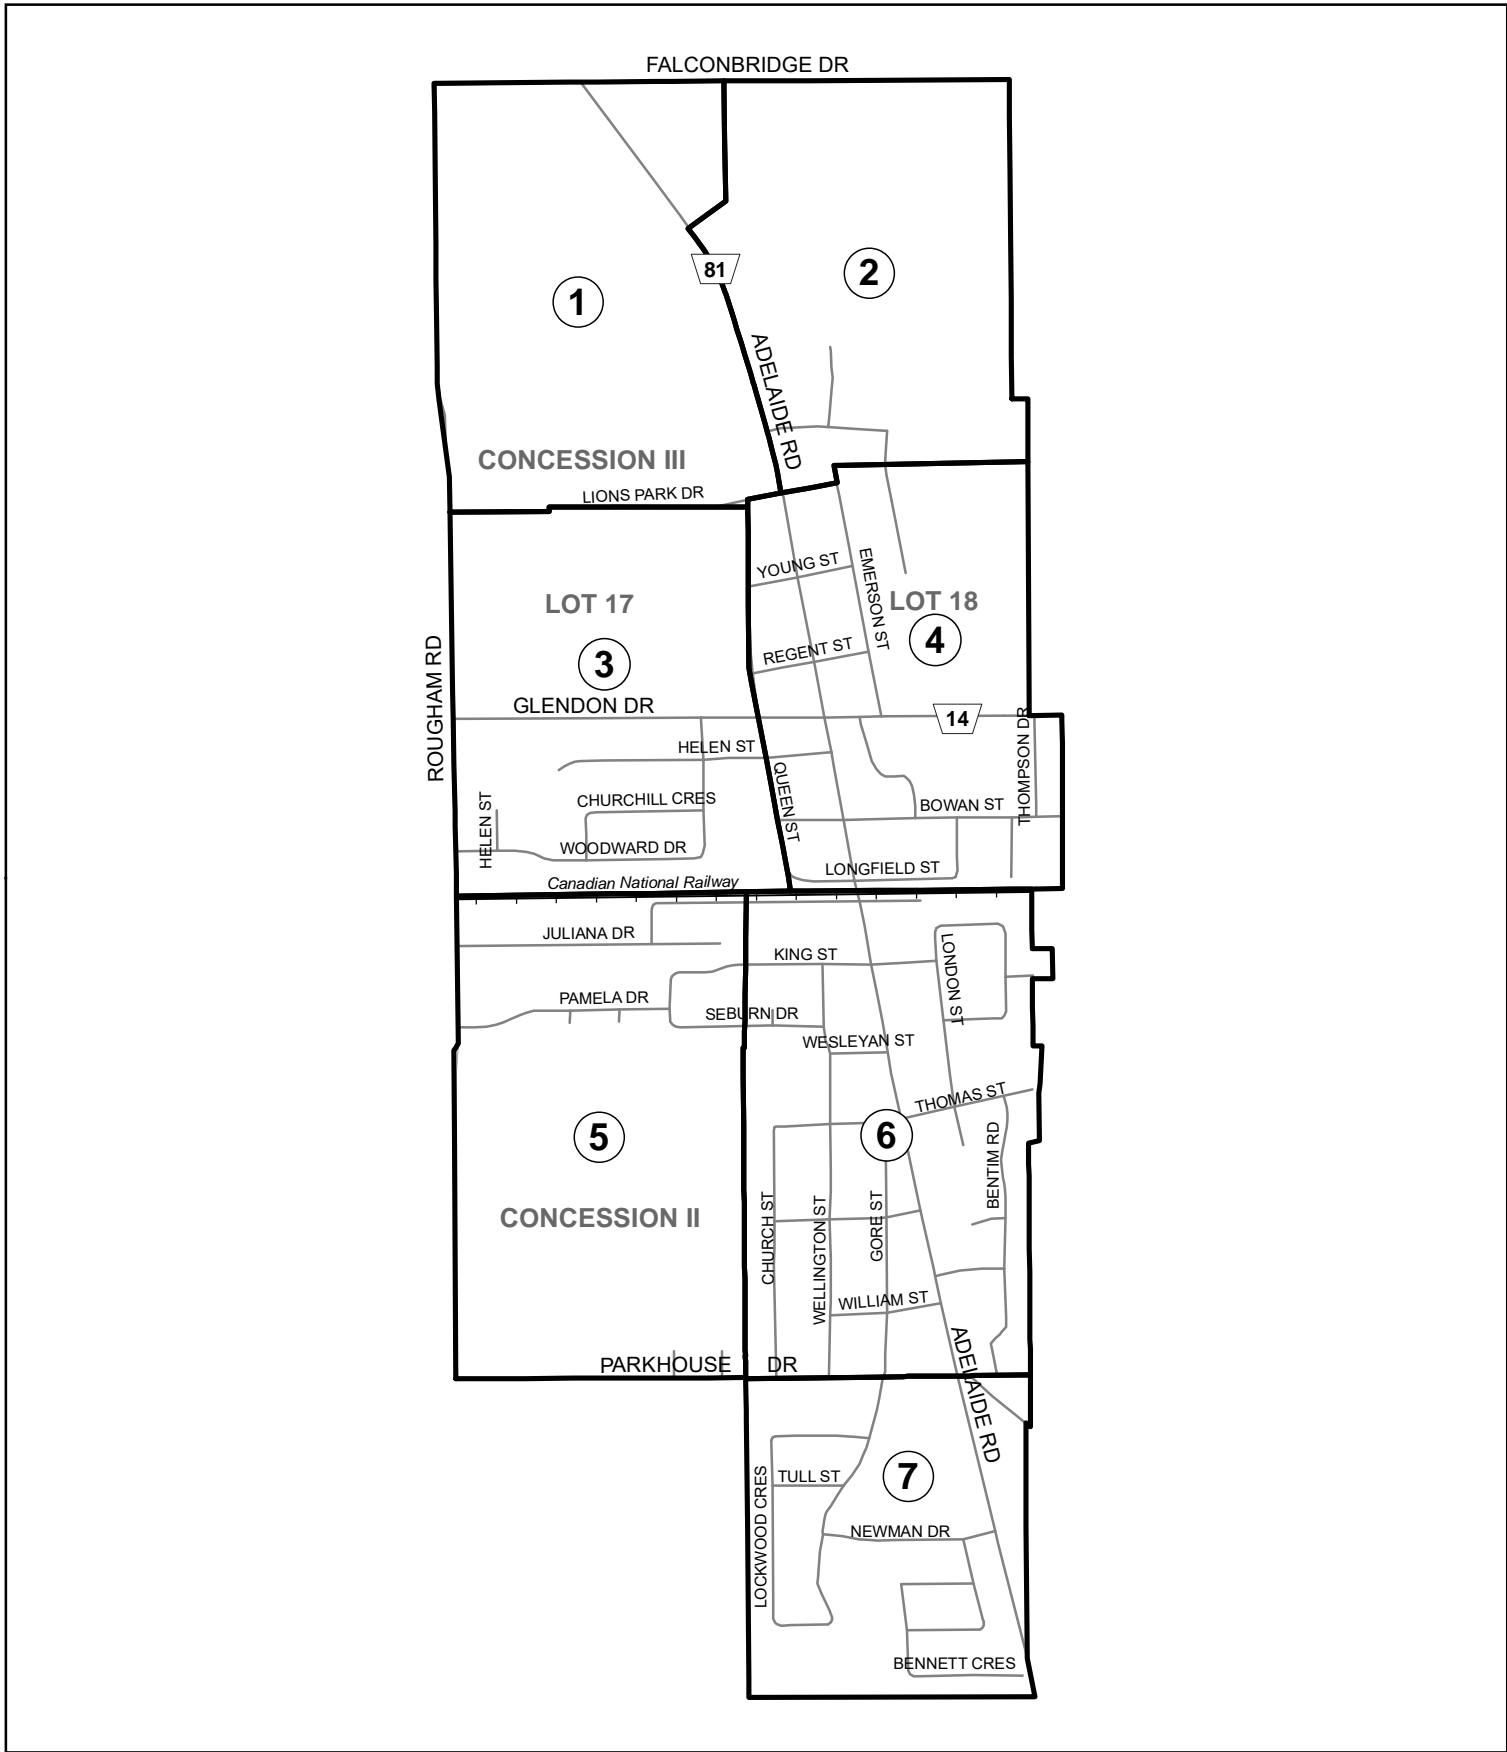 FALCONBRIDGE DR
2
81
1
ADELAIDE RD
CONCESSION III
LIONS PARK DR
YOUNG ST
EMERSON ST
LOT 17
LOT 18
4
REGENT ST
3
ROUGHAM RD
GLENDON DR
14
THOMPSON DR
HELEN ST
QUEEN ST
CHURCHILL CRES
BOWAN ST
HELEN ST
WOODWARD DR
LONGFIELD ST
Canadian National Railway
JULIANA DR
KING ST
LONDON ST
PAMELA DR
SEBURN DR
WESLEYAN ST
THOMAS ST
5
6
BENTIM RD
CONCESSION II
CHURCH ST
WELLINGTON ST
GORE ST
WILLIAM ST
PARKHOUSE DR
ADELAIDE RD
LOCKWOOD CRES
TULL ST
7
NEWMAN DR
BENNETT CRES